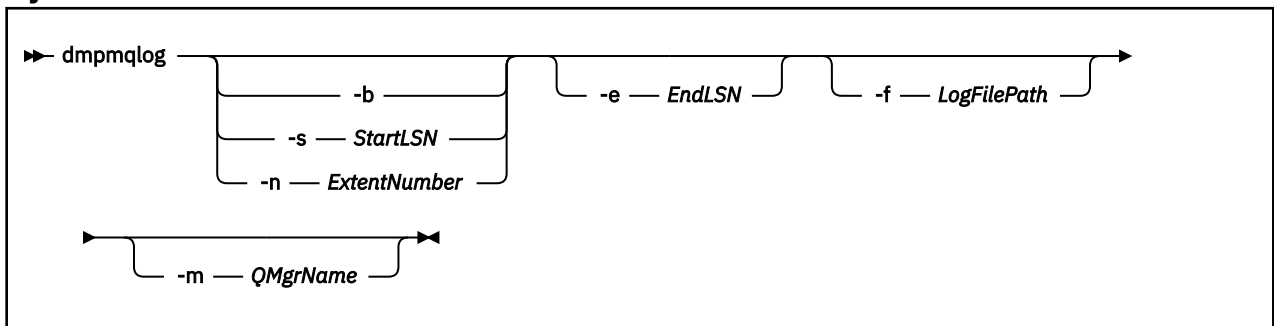 dmpmqlog
-b
-e EndLSN
-f LogFilePath
-s StartLSN
-n ExtentNumber
-m QMgrName